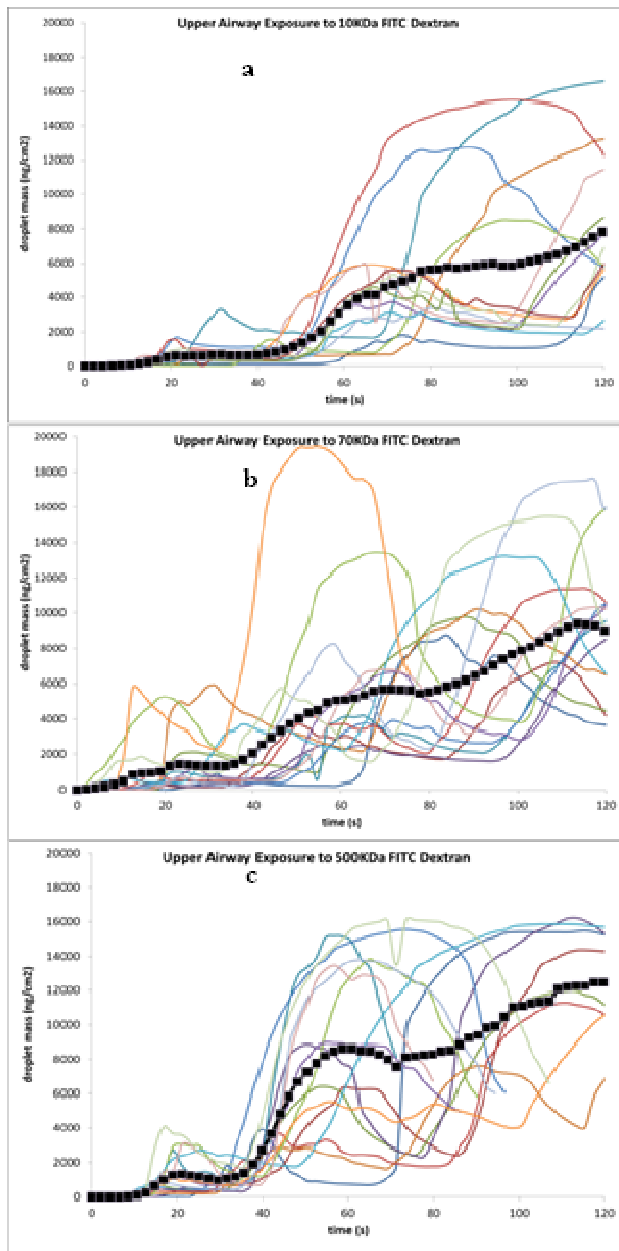 Upper Airway Exposure to 10KDa FITC Dextran
a
20000
18000
16000
14000
12000
10000
8000
6000
4000
2000
0
droplet mass (ng/cm2)
0 20 40 60 80 100 120
time (s)
Upper Airway Exposure to 70KDa FITC Dextran
b
20000
18000
16000
14000
12000
10000
8000
6000
4000
2000
0
droplet mass (ng/cm2)
0 20 40 60 80 100 120
time (s)
Upper Airway Exposure to 500KDa FITC Dextran
c
20000
18000
16000
14000
12000
10000
8000
6000
4000
2000
0
droplet mass (ng/cm2)
0 20 40 60 80 100 120
time (s)